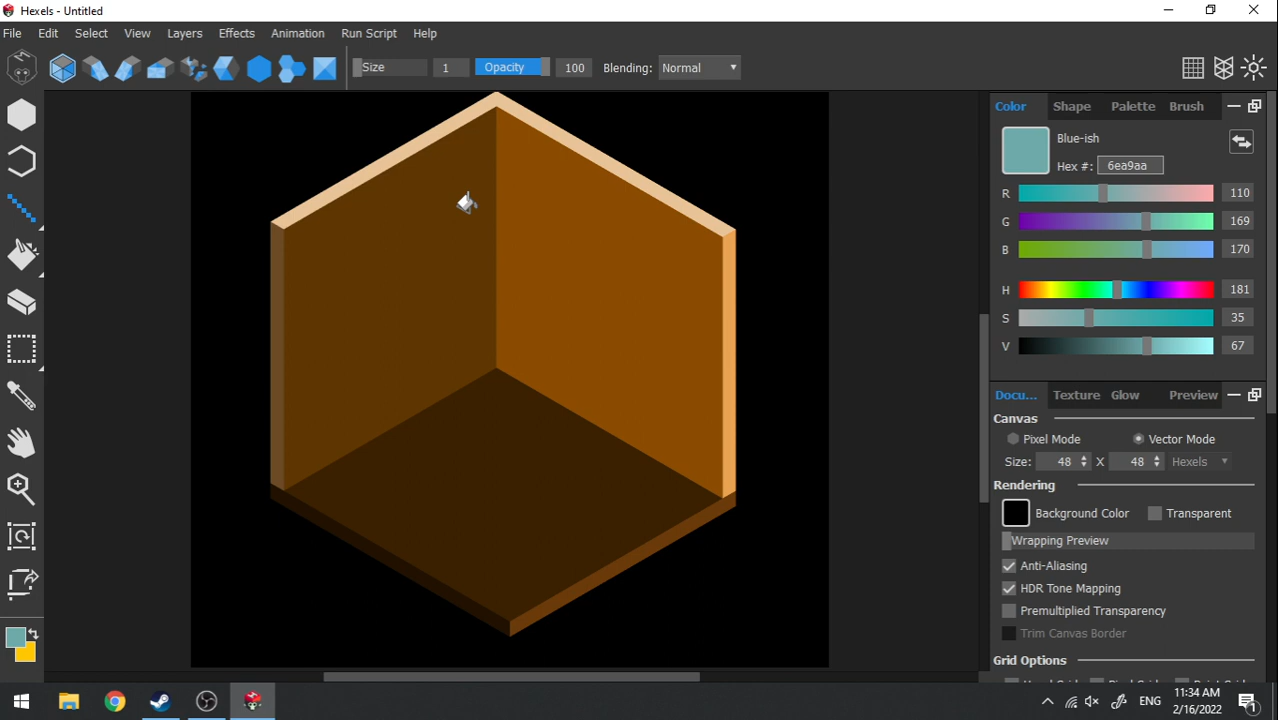 Hexels - Untitled
File Edit Select View Layers Effects Animation Run Script Help
Size 1 Opacity 100 Blending: Normal
Color Shape Palette Brush
Blue-ish
Hex #: 6ea9aa
R 110
G 169
B 170
H 181
S 35
V 67
Docu... Texture Glow Preview
Canvas
Pixel Mode Vector Mode
Size: 48 X 48 Hexels
Rendering
Background Color Transparent
Wrapping Preview
Anti-Aliasing
HDR Tone Mapping
Premultiplied Transparency
Trim Canvas Border
Grid Options
ENG
11:34 AM
2/16/2022
1